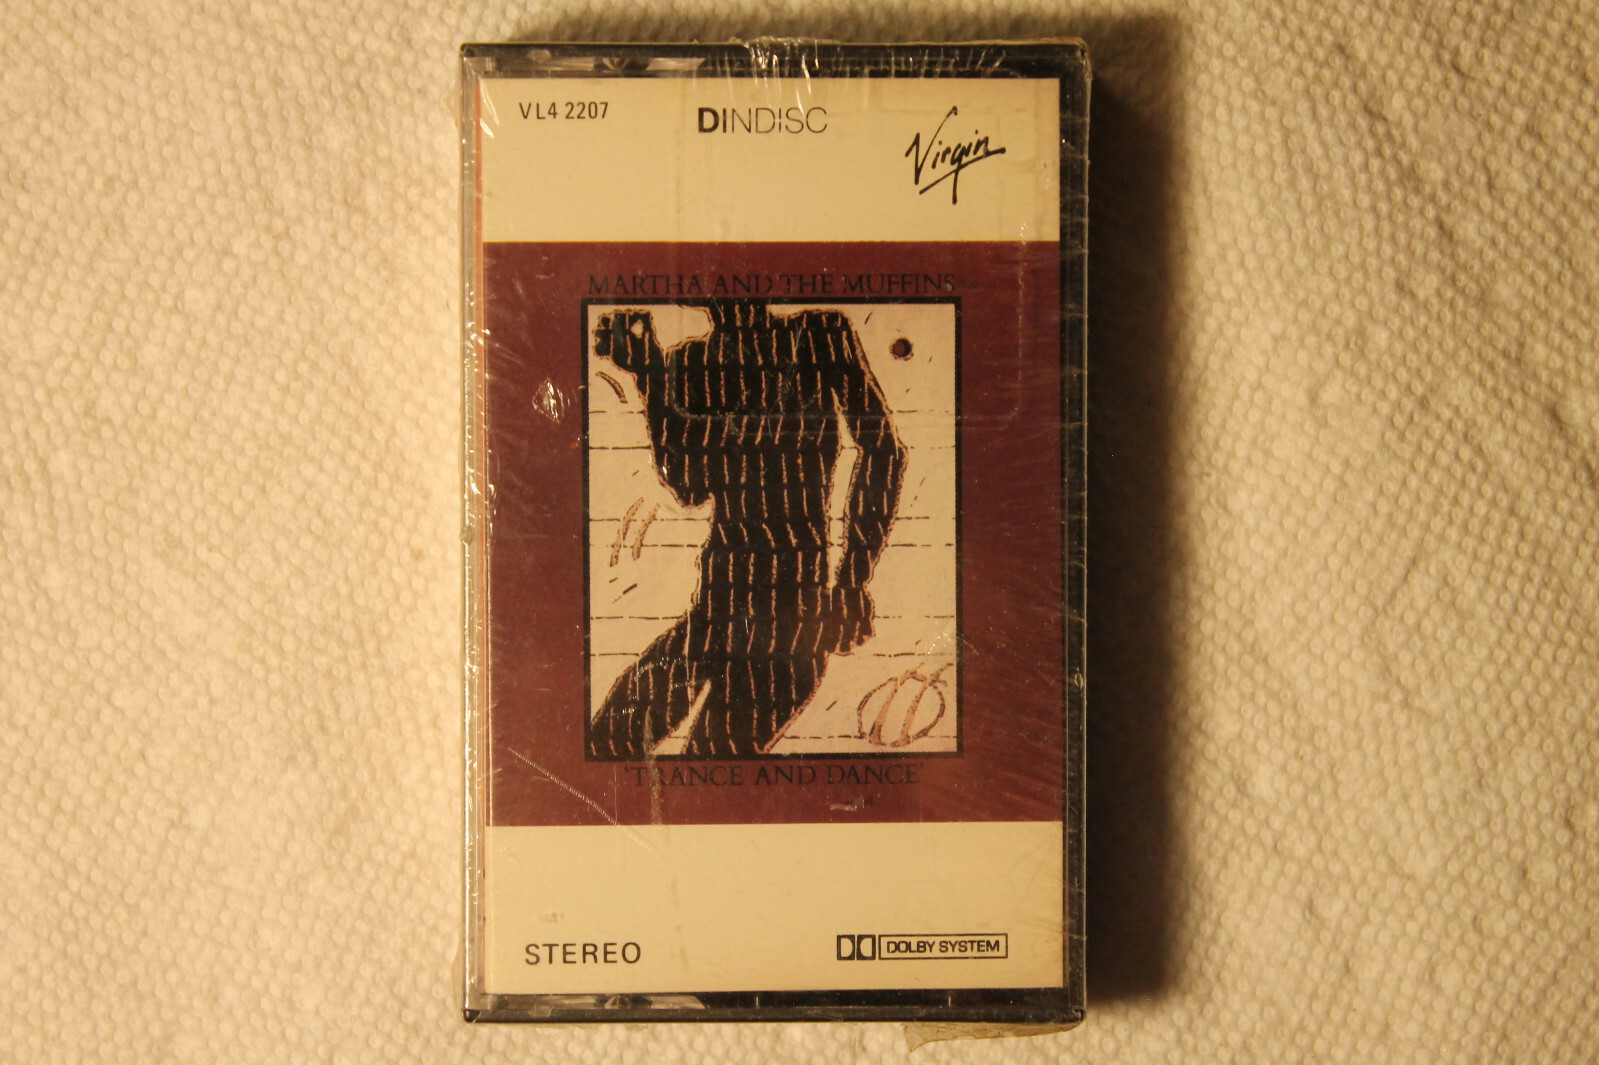 VL4 2207
DINDISC
Virgin
MARTHA AND THE MUFFINS
'TRANCE AND DANCE'
STEREO
DOLBY SYSTEM